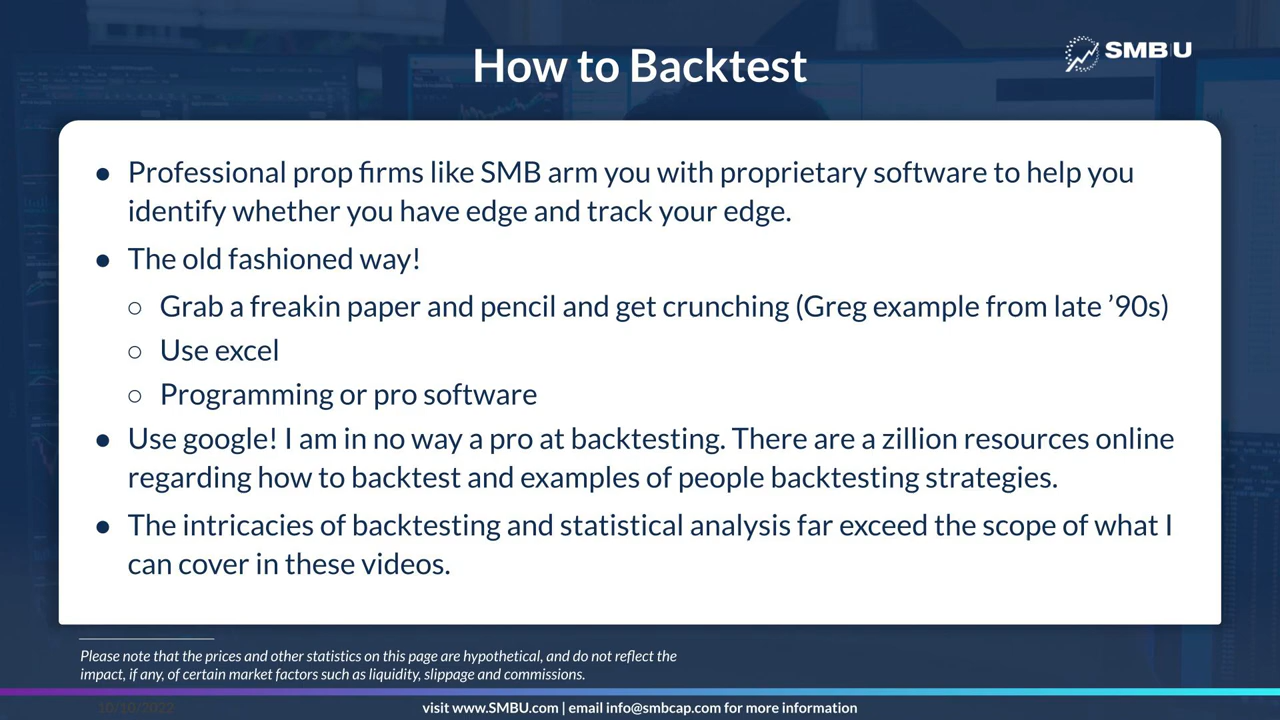 How to Backtest
SMB U
● Professional prop firms like SMB arm you with proprietary software to help you
identify whether you have edge and track your edge.
● The old fashioned way!
○ Grab a freakin paper and pencil and get crunching (Greg example from late ’90s)
○ Use excel
○ Programming or pro software
● Use google! I am in no way a pro at backtesting. There are a zillion resources online
regarding how to backtest and examples of people backtesting strategies.
● The intricacies of backtesting and statistical analysis far exceed the scope of what I
can cover in these videos.
Please note that the prices and other statistics on this page are hypothetical, and do not reflect the
impact, if any, of certain market factors such as liquidity, slippage and commissions.
10/10/2022
visit www.SMBU.com | email info@smbcap.com for more information